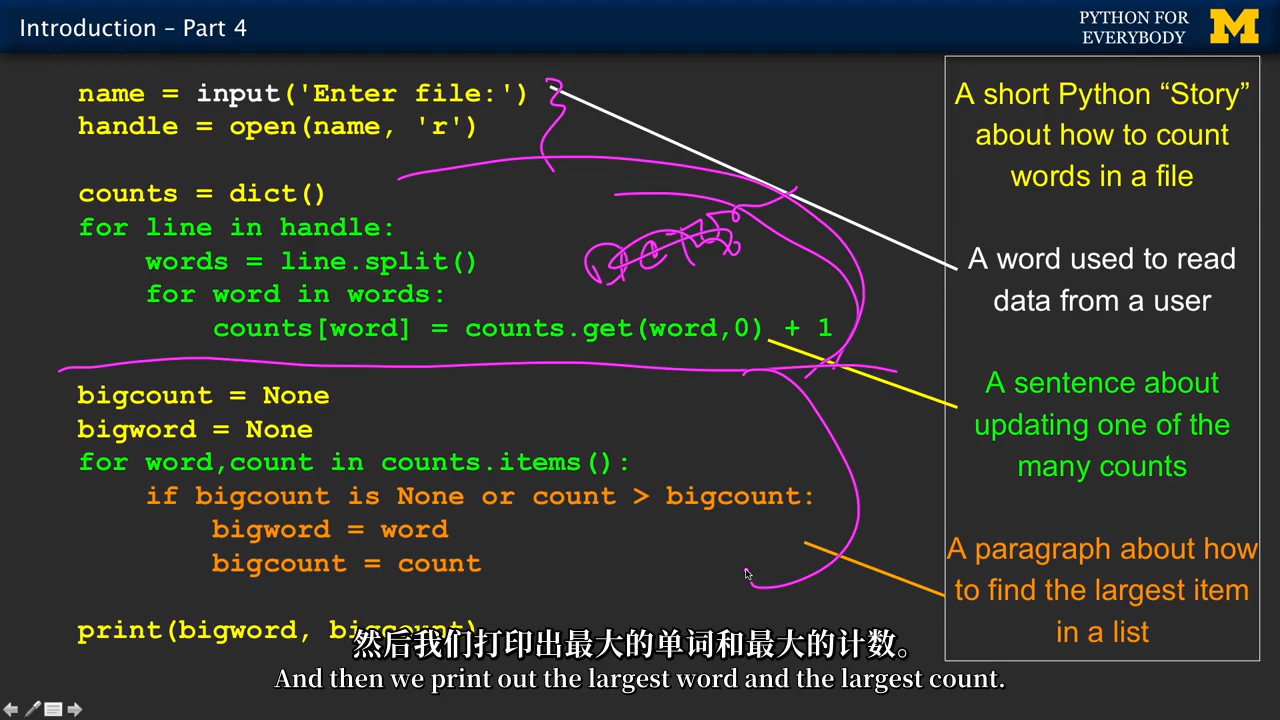 Introduction – Part 4
PYTHON FOR
EVERYBODY
M
name = input('Enter file:')
handle = open(name, 'r')
counts = dict()
for line in handle:
words = line.split()
for word in words:
counts[word] = counts.get(word,0) + 1
bigcount = None
bigword = None
for word,count in counts.items():
if bigcount is None or count > bigcount:
bigword = word
bigcount = count
print(bigword, bigcount)
A short Python “Story”
about how to count
words in a file
A word used to read
data from a user
A sentence about
updating one of the
many counts
A paragraph about how
to find the largest item
in a list
然后我们打印出最大的单词和最大的计数。
And then we print out the largest word and the largest count.